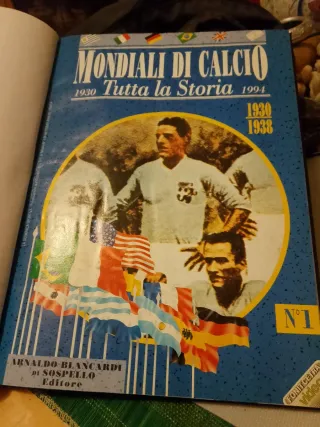 MONDIALI DI CALCIO
1930 Tutta la Storia 1994
1930
1938
N°1
ARNALDO BLANCARDI
DI SOSPELLO
Editore